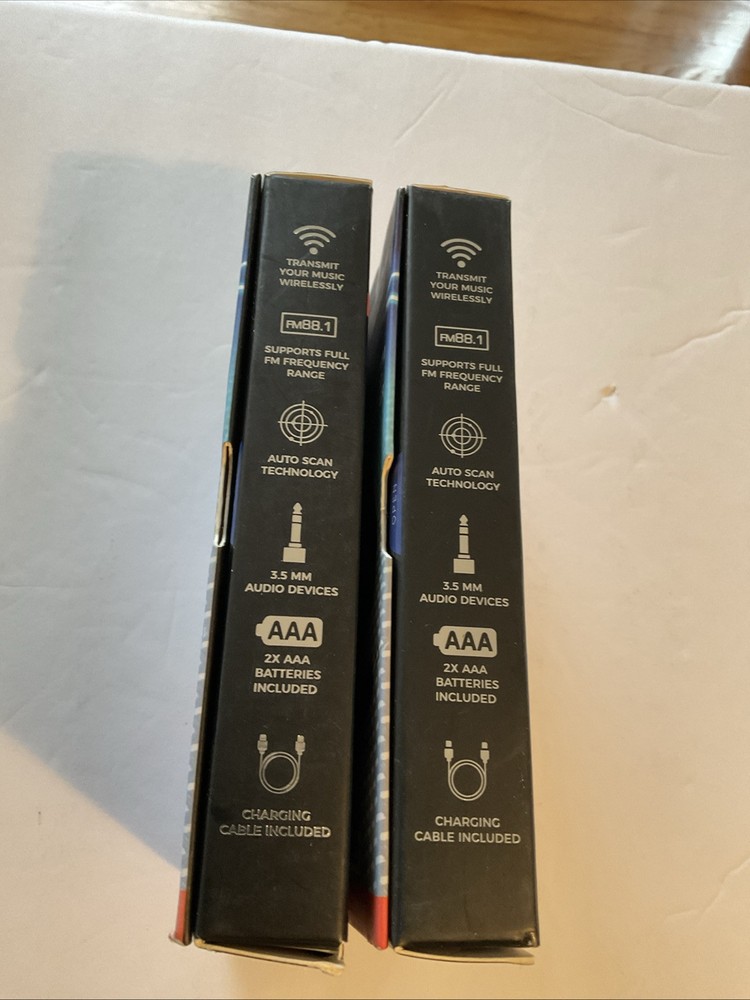 TRANSMIT
YOUR MUSIC
WIRELESSLY
FM88.1
SUPPORTS FULL
FM FREQUENCY
RANGE
AUTO SCAN
TECHNOLOGY
3.5 MM
AUDIO DEVICES
AAA
2X AAA
BATTERIES
INCLUDED
CHARGING
CABLE INCLUDED
OPEN
TRANSMIT
YOUR MUSIC
WIRELESSLY
FM88.1
SUPPORTS FULL
FM FREQUENCY
RANGE
AUTO SCAN
TECHNOLOGY
3.5 MM
AUDIO DEVICES
AAA
2X AAA
BATTERIES
INCLUDED
CHARGING
CABLE INCLUDED